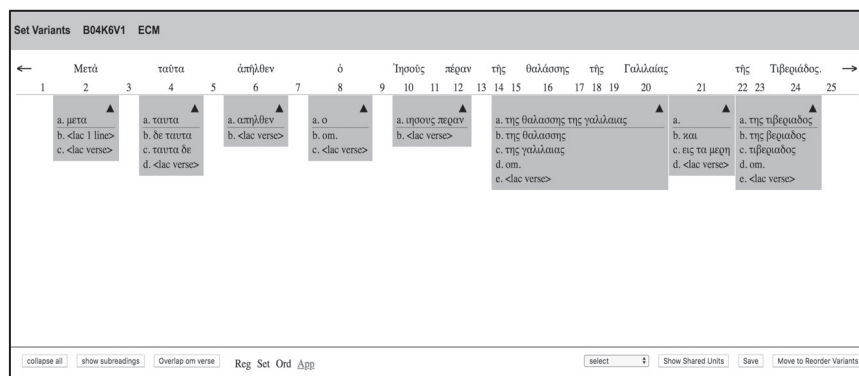 Set Variants B04K6V1 ECM
← Μετὰ ταῦτα ἀπῆλθεν ὁ Ἰησοῦς πέραν τῆς θαλάσσης τῆς Γαλιλαίας τῆς Τιβεριάδος. →
1 2 3 4 5 6 7 8 9 10 11 12 13 14 15 16 17 18 19 20 21 22 23 24 25
▲ ▲ ▲ ▲ ▲ ▲ ▲ ▲
a. μετα a. ταυτα a. απηλθεν a. ο a. ιησους περαν a. της θαλασσης της γαλιλαιας a. a. της τιβεριαδος
b. <lac 1 line> b. δε ταυτα b. <lac verse> b. om. b. <lac verse> b. της θαλασσης b. και b. της βεριαδος
c. <lac verse> c. ταυτα δε c. <lac verse> c. της γαλιλαιας c. εις τα μερη c. τιβεριαδος
d. <lac verse> d. om. d. <lac verse> d. om.
e. <lac verse> e. <lac verse>
collapse all show subreadings Overlap om verse Reg Set Ord App select Show Shared Units Save Move to Reorder Variants